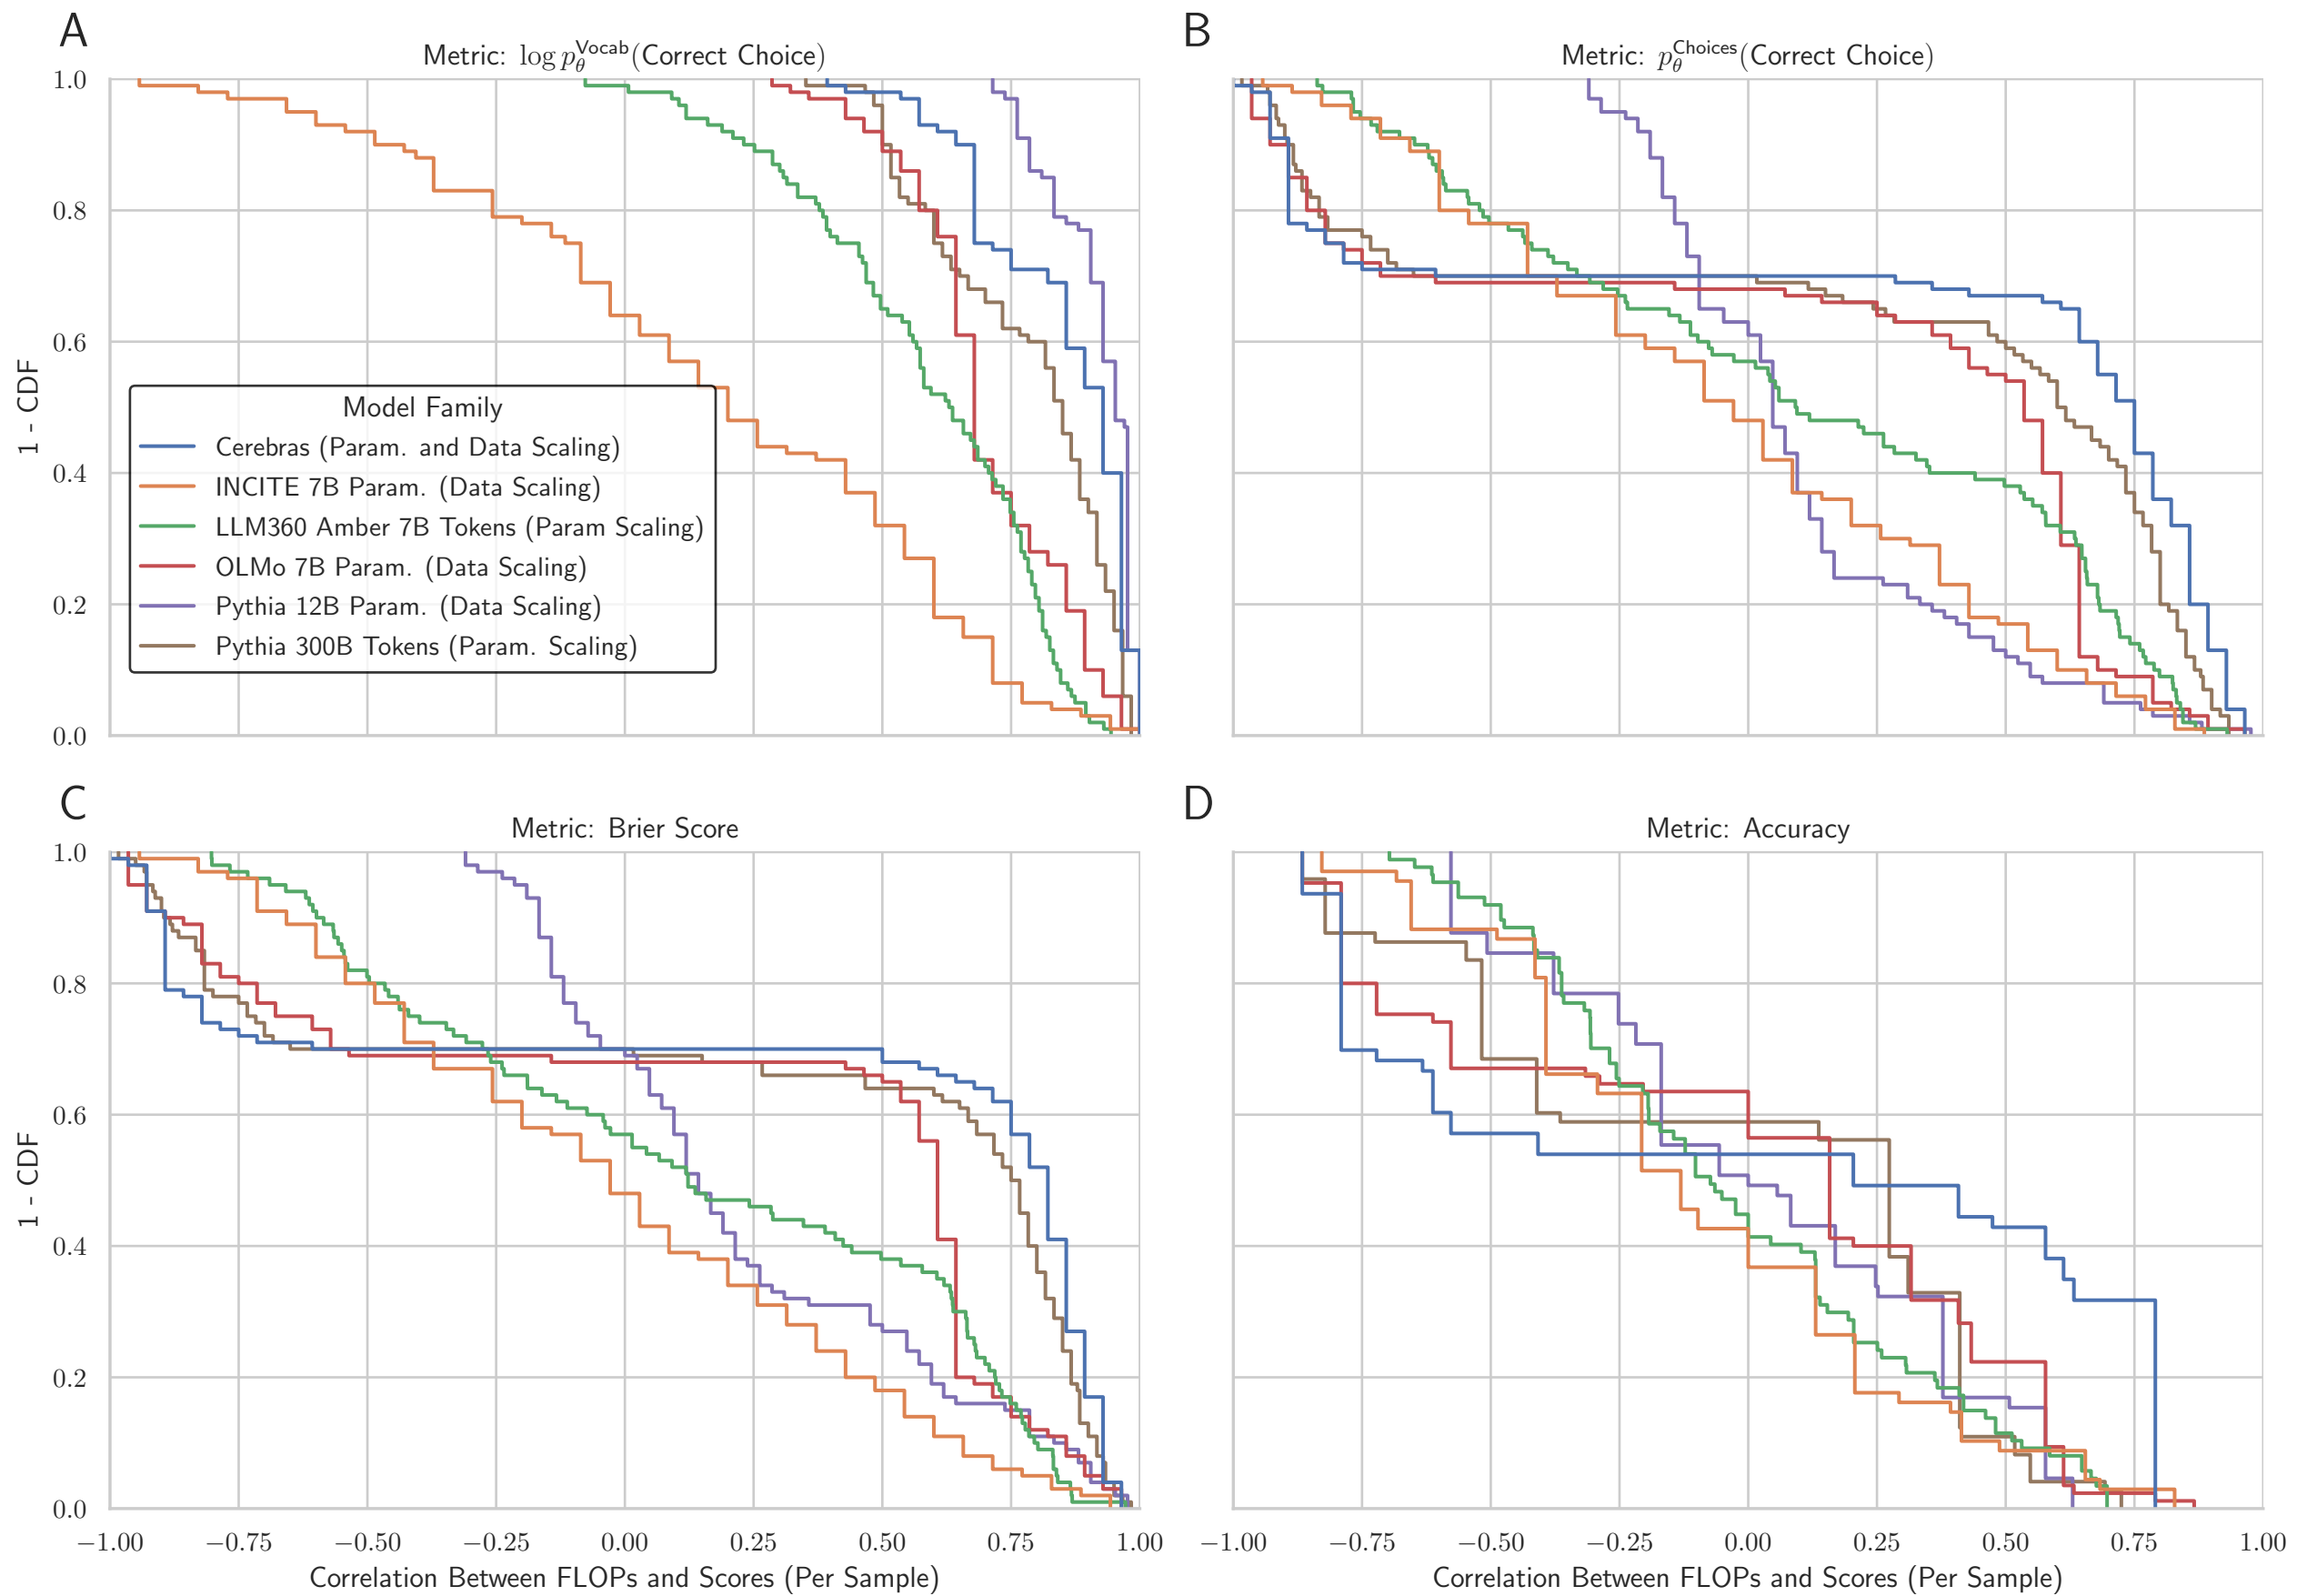 A
Metric: log p_θ^Vocab(Correct Choice)
B
Metric: p_θ^Choices(Correct Choice)
1.0
0.8
0.6
0.4
0.2
0.0
1 - CDF
Model Family
Cerebras (Param. and Data Scaling)
INCITE 7B Param. (Data Scaling)
LLM360 Amber 7B Tokens (Param Scaling)
OLMo 7B Param. (Data Scaling)
Pythia 12B Param. (Data Scaling)
Pythia 300B Tokens (Param. Scaling)
C
Metric: Brier Score
D
Metric: Accuracy
1.0
0.8
0.6
0.4
0.2
0.0
1 - CDF
−1.00 −0.75 −0.50 −0.25 0.00 0.25 0.50 0.75 1.00
Correlation Between FLOPs and Scores (Per Sample)
−1.00 −0.75 −0.50 −0.25 0.00 0.25 0.50 0.75 1.00
Correlation Between FLOPs and Scores (Per Sample)